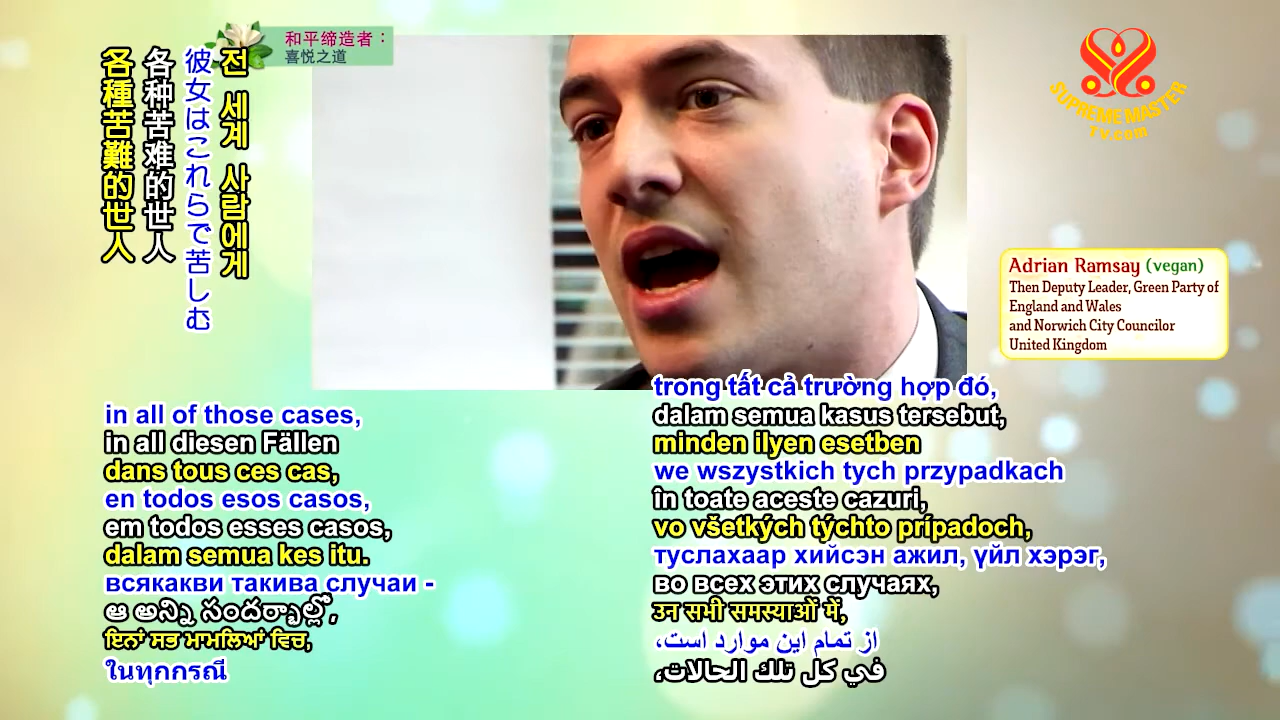 和平缔造者：
喜悦之道
전 세계 사람에게
彼女はこれらで苦しむ
各种苦难的世人
各種苦難的世人
SUPREME MASTER
TV.com
Adrian Ramsay (vegan)
Then Deputy Leader, Green Party of
England and Wales
and Norwich City Councilor
United Kingdom
in all of those cases,
in all diesen Fällen
dans tous ces cas,
en todos esos casos,
em todos esses casos,
dalam semua kes itu.
всякакви такива случаи -
ఆ అన్ని సందర్భాల్లో,
ਇਨਾਂ ਸਭ ਮਾਮਲਿਆਂ ਵਿਚ,
ในทุกกรณี
trong tất cả trường hợp đó,
dalam semua kasus tersebut,
minden ilyen esetben
we wszystkich tych przypadkach
în toate aceste cazuri,
vo všetkých týchto prípadoch,
туслахаар хийсэн ажил, үйл хэрэг,
во всех этих случаях,
उन सभी समस्याओं में,
از تمام این موارد است،
في كل تلك الحالات،